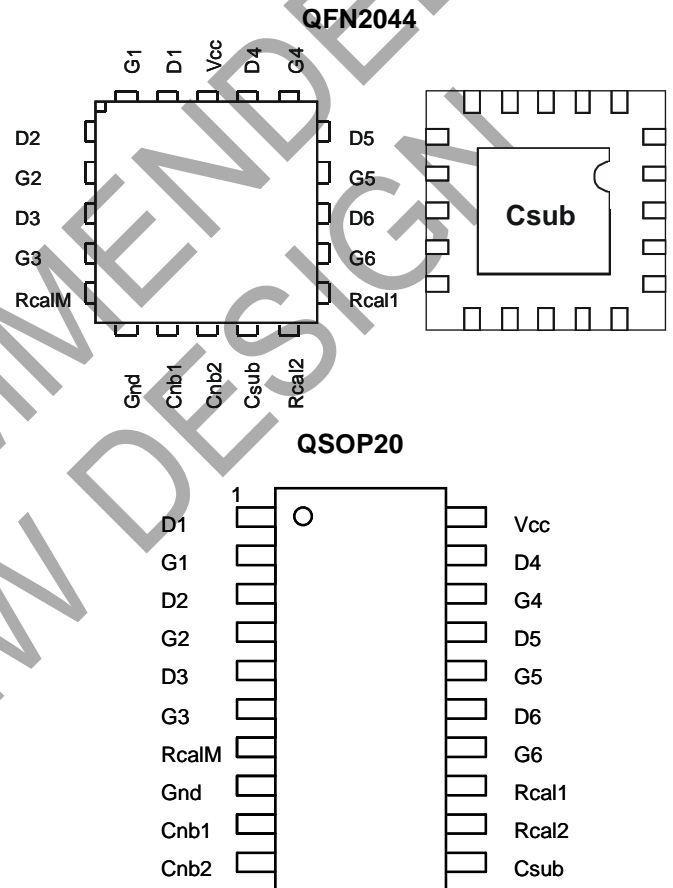 QFN2044
G1 D1 Vcc D4 G4
D2
G2
D3
G3
RcalM
D5
G5
D6
G6
Rcal1
Gnd Cnb1 Cnb2 Csub Rcal2
Csub
QSOP20
1
D1
G1
D2
G2
D3
G3
RcalM
Gnd
Cnb1
Cnb2
Vcc
D4
G4
D5
G5
D6
G6
Rcal1
Rcal2
Csub
MMENDE
W DESIGN